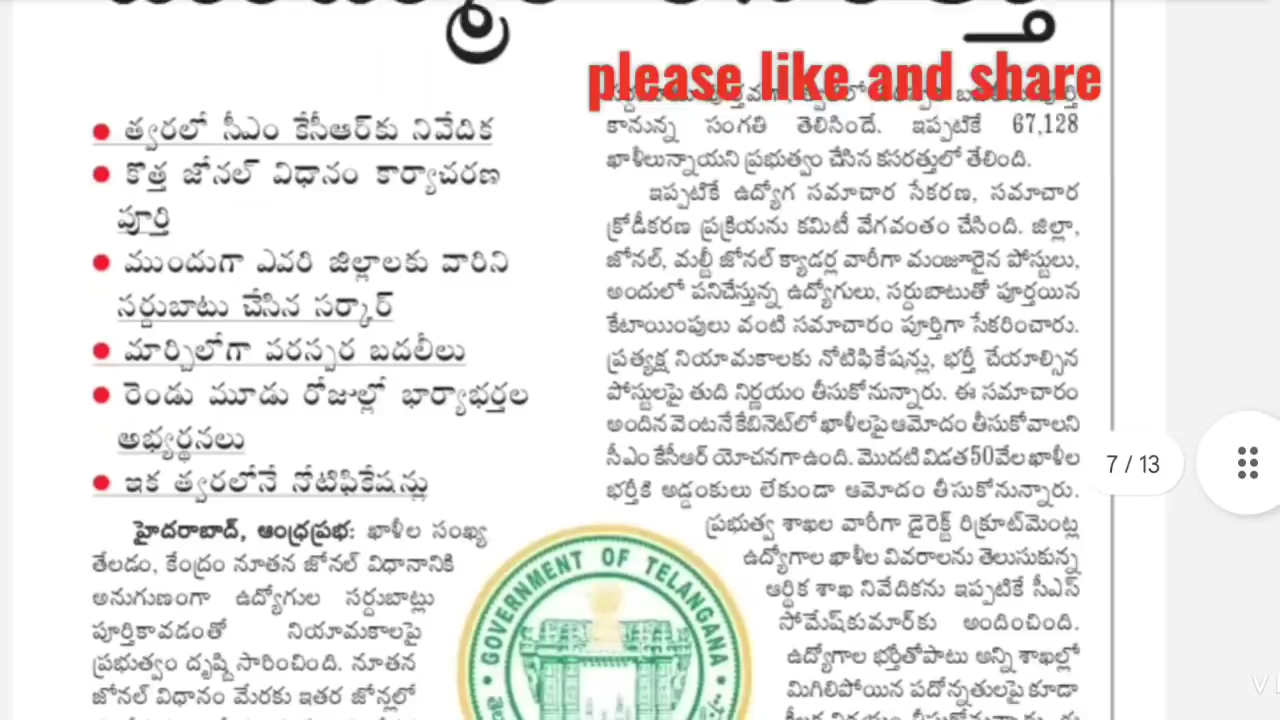 please like and share
● త్వరలో సీఎం కేసీఆర్‌కు నివేదిక
● కొత్త జోనల్ విధానం కార్యాచరణ
పూర్తి
● ముందుగా ఎవరి జిల్లాలకు వారిని
సర్దుబాటు చేసిన సర్కార్
● మార్చిలోగా పరస్పర బదలీలు
● రెండు మూడు రోజుల్లో భార్యాభర్తల
అభ్యర్థనలు
● ఇక త్వరలోనే నోటిఫికేషన్లు
హైదరాబాద్, ఆంధ్రప్రభ: ఖాళీల సంఖ్య
తేలడం, కేంద్రం నూతన జోనల్ విధానానికి
అనుగుణంగా ఉద్యోగుల సర్దుబాట్లు
పూర్తికావడంతో నియామకాలపై
ప్రభుత్వం దృష్టి సారించింది. నూతన
జోనల్ విధానం మేరకు ఇతర జోన్లలో
కానున్న సంగతి తెలిసిందే. ఇప్పటికే 67,128
ఖాళీలున్నాయని ప్రభుత్వం చేసిన కసరత్తులో తేలింది.
ఇప్పటికే ఉద్యోగ సమాచార సేకరణ, సమాచార
క్రోడీకరణ ప్రక్రియను కమిటీ వేగవంతం చేసింది. జిల్లా,
జోనల్, మల్టీ జోనల్ క్యాడర్ల వారీగా మంజూరైన పోస్టులు,
అందులో పనిచేస్తున్న ఉద్యోగులు, సర్దుబాటుతో పూర్తయిన
కేటాయింపులు వంటి సమాచారం పూర్తిగా సేకరించారు.
ప్రత్యక్ష నియామకాలకు నోటిఫికేషన్లు, భర్తీ చేయాల్సిన
పోస్టులపై తుది నిర్ణయం తీసుకోనున్నారు. ఈ సమాచారం
అందిన వెంటనే కేబినెట్‌లో ఖాళీలపై ఆమోదం తీసుకోవాలని
సీఎం కేసీఆర్ యోచనగా ఉంది. మొదటి విడత 50వేల ఖాళీల
భర్తీకి అడ్డంకులు లేకుండా ఆమోదం తీసుకోనున్నారు.
ప్రభుత్వ శాఖల వారీగా డైరెక్ట్ రిక్రూట్‌మెంట్ల
ఉద్యోగాల ఖాళీల వివరాలను తెలుసుకున్న
ఆర్థిక శాఖ నివేదికను ఇప్పటికే సీఎస్
సోమేష్‌కుమార్‌కు అందించింది.
ఉద్యోగాల భర్తీతోపాటు అన్ని శాఖల్లో
మిగిలిపోయిన పదోన్నతులపై కూడా
GOVERNMENT OF TELANGANA
7 / 13